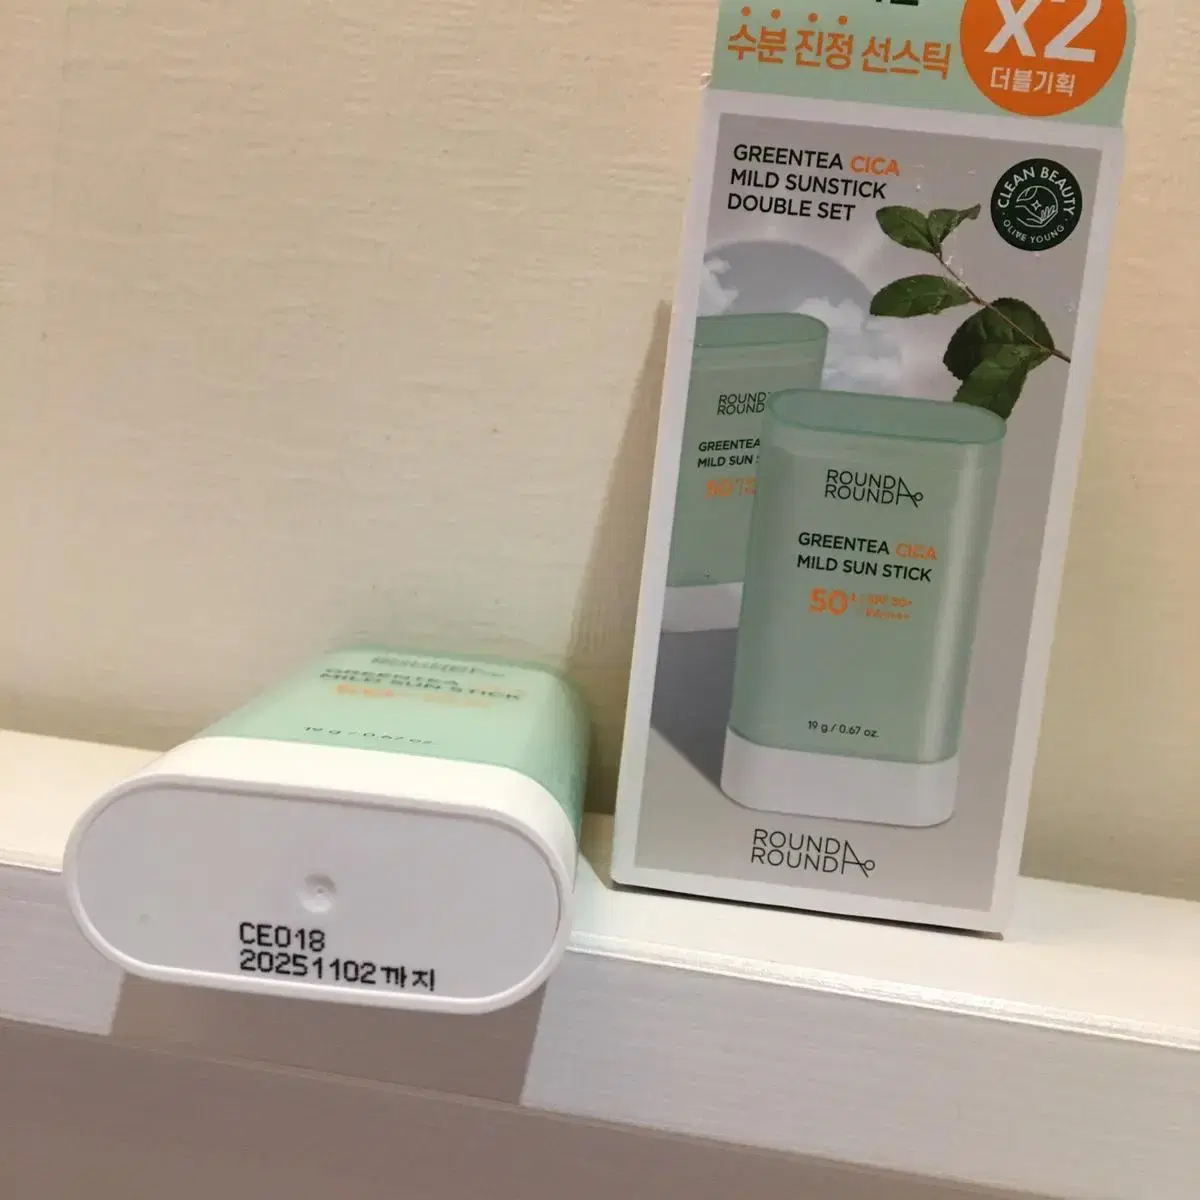 수분 진정 선스틱
X2
더블기획
GREENTEA CICA
MILD SUNSTICK
DOUBLE SET
CLEAN BEAUTY
OLIVE YOUNG
ROUND
ROUND
GREENTEA
MILD SUN
50+
ROUND A
ROUND
GREENTEA CICA
MILD SUN STICK
50+ SPF 50+
PA++++
19 g / 0.67 oz.
ROUND A
ROUND
GREENTEA
MILD SUN STICK
19 g / 0.67 oz.
CE018
20251102까지